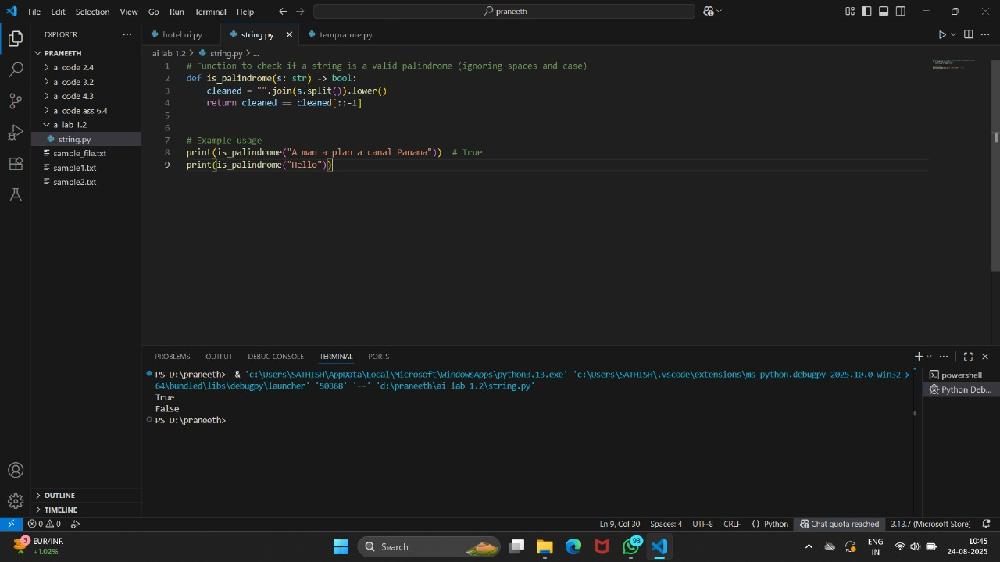 File Edit Selection View Go Run Terminal Help
praneeth
EXPLORER
PRANEETH
ai code 2.4
ai code 3.2
ai code 4.3
ai code ass 6.4
ai lab 1.2
string.py
sample_file.txt
sample1.txt
sample2.txt
OUTLINE
TIMELINE
hotel ui.py string.py temprature.py
ai lab 1.2 > string.py > ...
1 # Function to check if a string is a valid palindrome (ignoring spaces and case)
2 def is_palindrome(s: str) -> bool:
3 cleaned = "".join(s.split()).lower()
4 return cleaned == cleaned[::-1]
5
6
7 # Example usage
8 print(is_palindrome("A man a plan a canal Panama")) # True
9 print(is_palindrome("Hello"))
PROBLEMS OUTPUT DEBUG CONSOLE TERMINAL PORTS
PS D:\praneeth> & 'c:\Users\SATHISH\AppData\Local\Microsoft\WindowsApps\python3.13.exe' 'c:\Users\SATHISH\.vscode\extensions\ms-python.debugpy-2025.10.0-win32-x
64\bundled\libs\debugpy\launcher' '50368' '--' 'd:\praneeth\ai lab 1.2\string.py'
True
False
PS D:\praneeth>
powershell
Python Deb...
0 0
Ln 9, Col 30 Spaces: 4 UTF-8 CRLF {} Python Chat quota reached 3.13.7 (Microsoft Store)
3 EUR/INR
+1.02%
Search
93
ENG
IN
10:45
24-08-2025